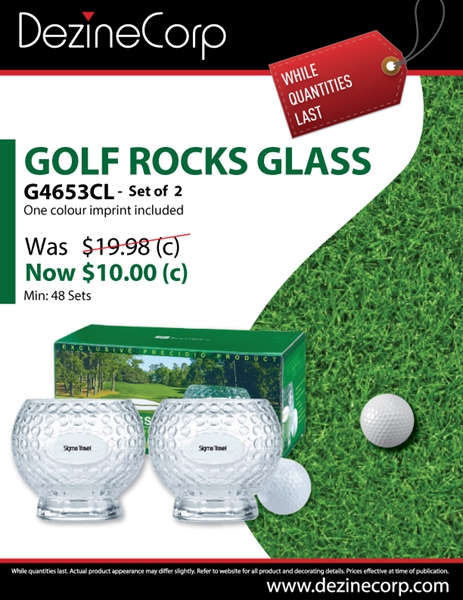 DezineCorp
WHILE
QUANTITIES
LAST
GOLF ROCKS GLASS
G4653CL - Set of 2
One colour imprint included
Was $19.98 (c)
Now $10.00 (c)
Min: 48 Sets
EXCLUSIVE PRECIDIO PRODUCT
Sigma Travel
Sigma Travel
While quantities last. Actual product appearance may differ slightly. Refer to website for all product and decorating details. Prices effective at time of publication.
www.dezinecorp.com